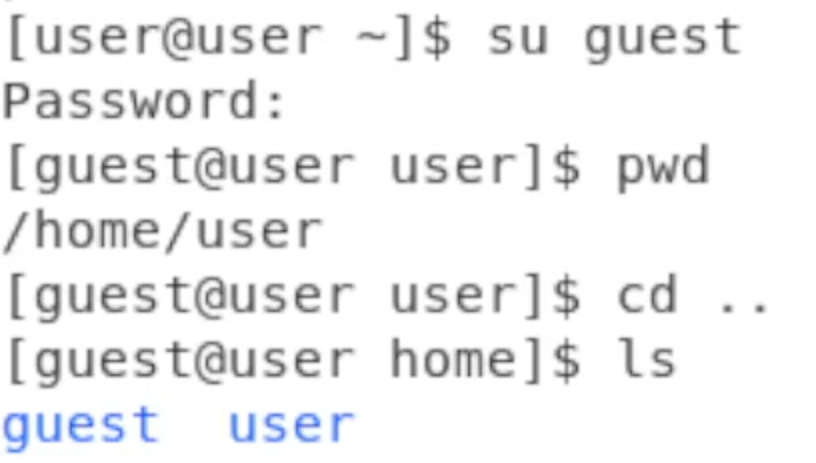 [user@user ~]$ su guest
Password:
[guest@user user]$ pwd
/home/user
[guest@user user]$ cd ..
[guest@user home]$ ls
guest  user